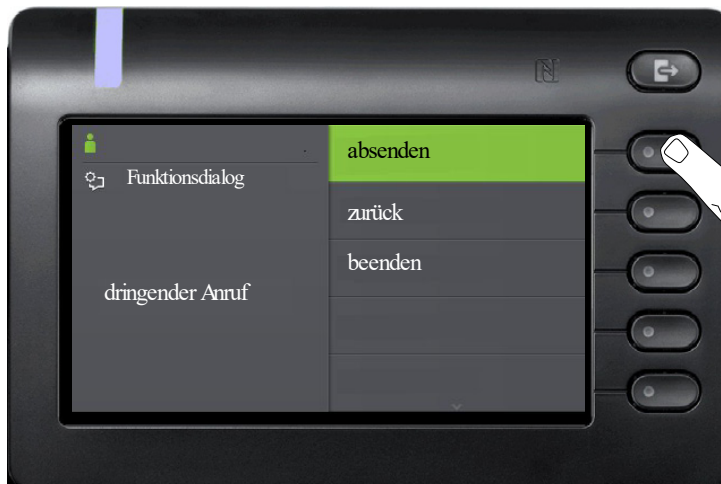 Funktionsdialog
dringender Anruf
absenden
zurück
beenden